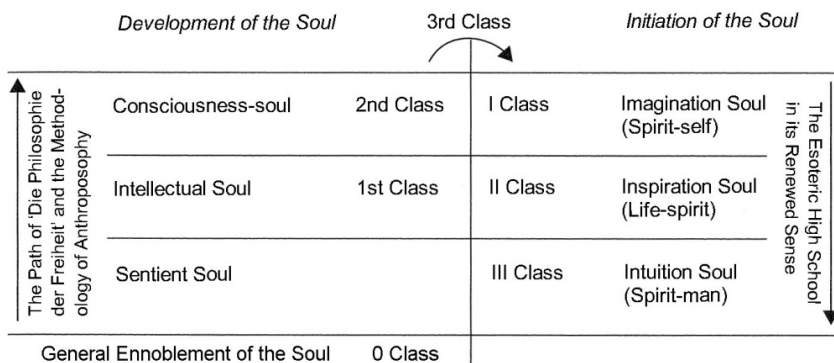 Development of the Soul 3rd Class Initiation of the Soul
Consciousness-soul 2nd Class I Class Imagination Soul
(Spirit-self)
Intellectual Soul 1st Class II Class Inspiration Soul
(Life-spirit)
Sentient Soul III Class Intuition Soul
(Spirit-man)
General Ennoblement of the Soul 0 Class
The Path of 'Die Philosophie
der Freiheit' and the Method-
ology of Anthroposophy
The Esoteric High School
in its Renewed Sense